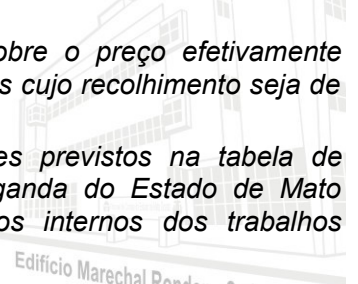 obre o preço efetivamente
s cujo recolhimento seja de
es previstos na tabela de
ganda do Estado de Mato
os internos dos trabalhos
Edifício Marechal Rondon